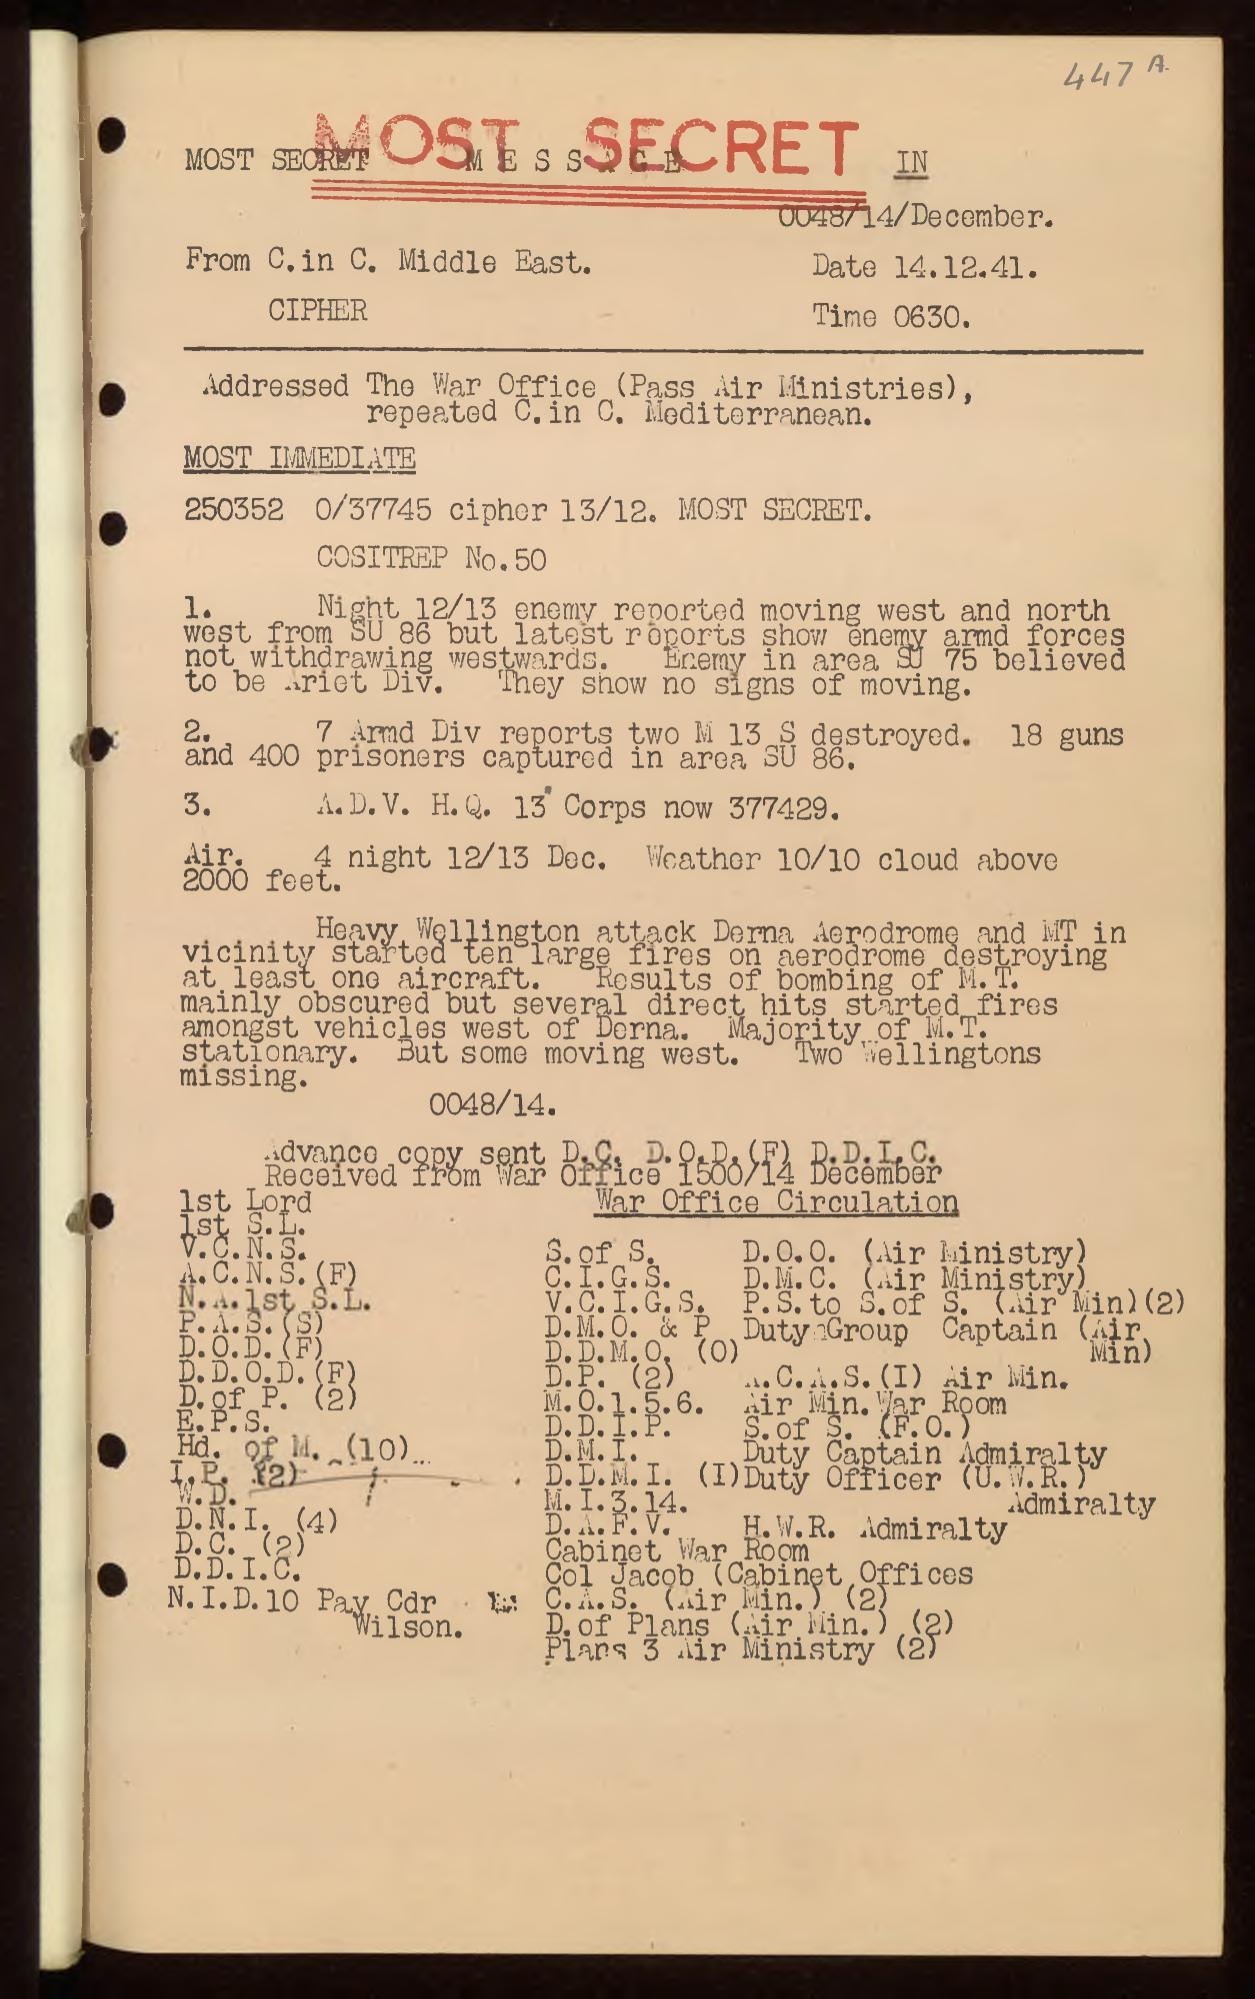 447 A.
MOST SECRET
MOST SECRET MESSAGE IN
0048/14/December.
From C.in C. Middle East. Date 14.12.41.
CIPHER Time 0630.
Addressed The War Office (Pass Air Ministries),
repeated C.in C. Mediterranean.
MOST IMMEDIATE
250352 0/37745 cipher 13/12. MOST SECRET.
COSITREP No.50
1. Night 12/13 enemy reported moving west and north
west from SU 86 but latest reports show enemy armd forces
not withdrawing westwards. Enemy in area SU 75 believed
to be Ariet Div. They show no signs of moving.
2. 7 Armd Div reports two M 13 S destroyed. 18 guns
and 400 prisoners captured in area SU 86.
3. A.D.V. H.Q. 13 Corps now 377429.
Air. 4 night 12/13 Dec. Weather 10/10 cloud above
2000 feet.
Heavy Wellington attack Derna Aerodrome and MT in
vicinity started ten large fires on aerodrome destroying
at least one aircraft. Results of bombing of M.T.
mainly obscured but several direct hits started fires
amongst vehicles west of Derna. Majority of M.T.
stationary. But some moving west. Two Wellingtons
missing.
0048/14.
Advance copy sent D.C. D.O.D.(F) D.D.I.C.
Received from War Office 1500/14 December
1st Lord
1st S.L.
V.C.N.S.
A.C.N.S.(F)
N.A.1st S.L.
P.A.S.(S)
D.O.D.(F)
D.D.O.D.(F)
D.of P. (2)
E.P.S.
Hd. of M. (10)
I.P. (2)
W.D.
D.N.I. (4)
D.C. (2)
D.D.I.C.
N.I.D.10 Pay Cdr
Wilson.
War Office Circulation
S.of S. D.O.O. (Air Ministry)
C.I.G.S. D.M.C. (Air Ministry)
V.C.I.G.S. P.S.to S.of S. (Air Min)(2)
D.M.O. & P Duty Group Captain (Air
D.D.M.O. (O) Min)
D.P. (2) A.C.A.S.(I) Air Min.
M.O.1.5.6. Air Min.War Room
D.D.I.P. S.of S. (F.O.)
D.M.I. Duty Captain Admiralty
D.D.M.I. (I) Duty Officer (U.W.R.)
M.I.3.14. Admiralty
D.A.F.V. H.W.R. Admiralty
Cabinet War Room
Col Jacob (Cabinet Offices
C.A.S. (Air Min.) (2)
D.of Plans (Air Min.) (2)
Plans 3 Air Ministry (2)